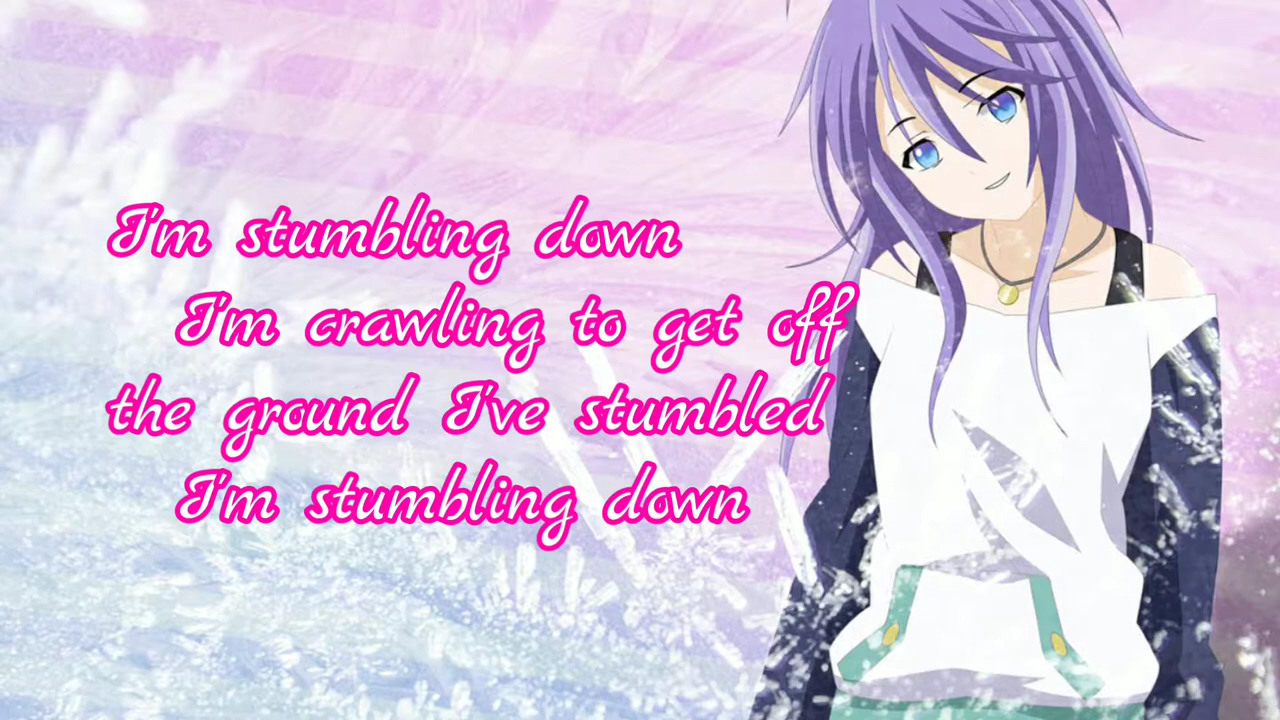 I'm stumbling down
I'm crawling to get off
the ground I've stumbled
I'm stumbling down